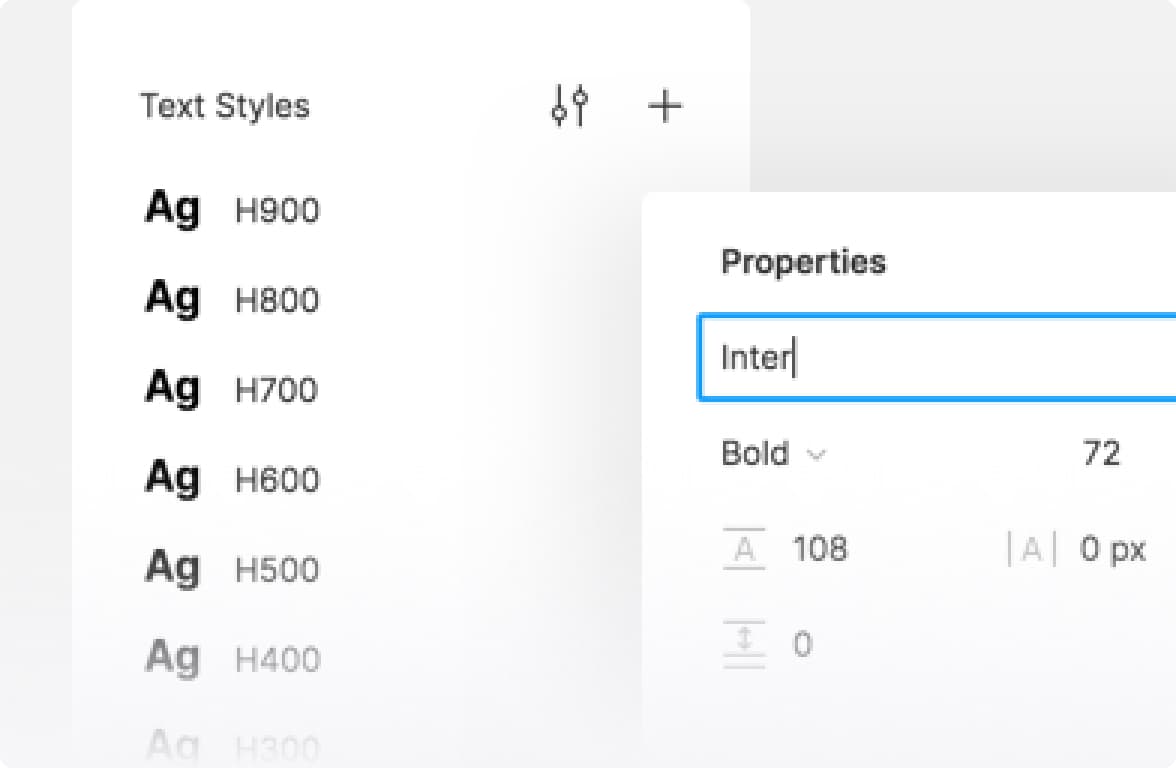 Text Styles
Ag H900
Ag H800
Ag H700
Ag H600
Ag H500
Ag H400
Ag H300
Properties
Inter
Bold 72
A 108 |A| 0 px
0